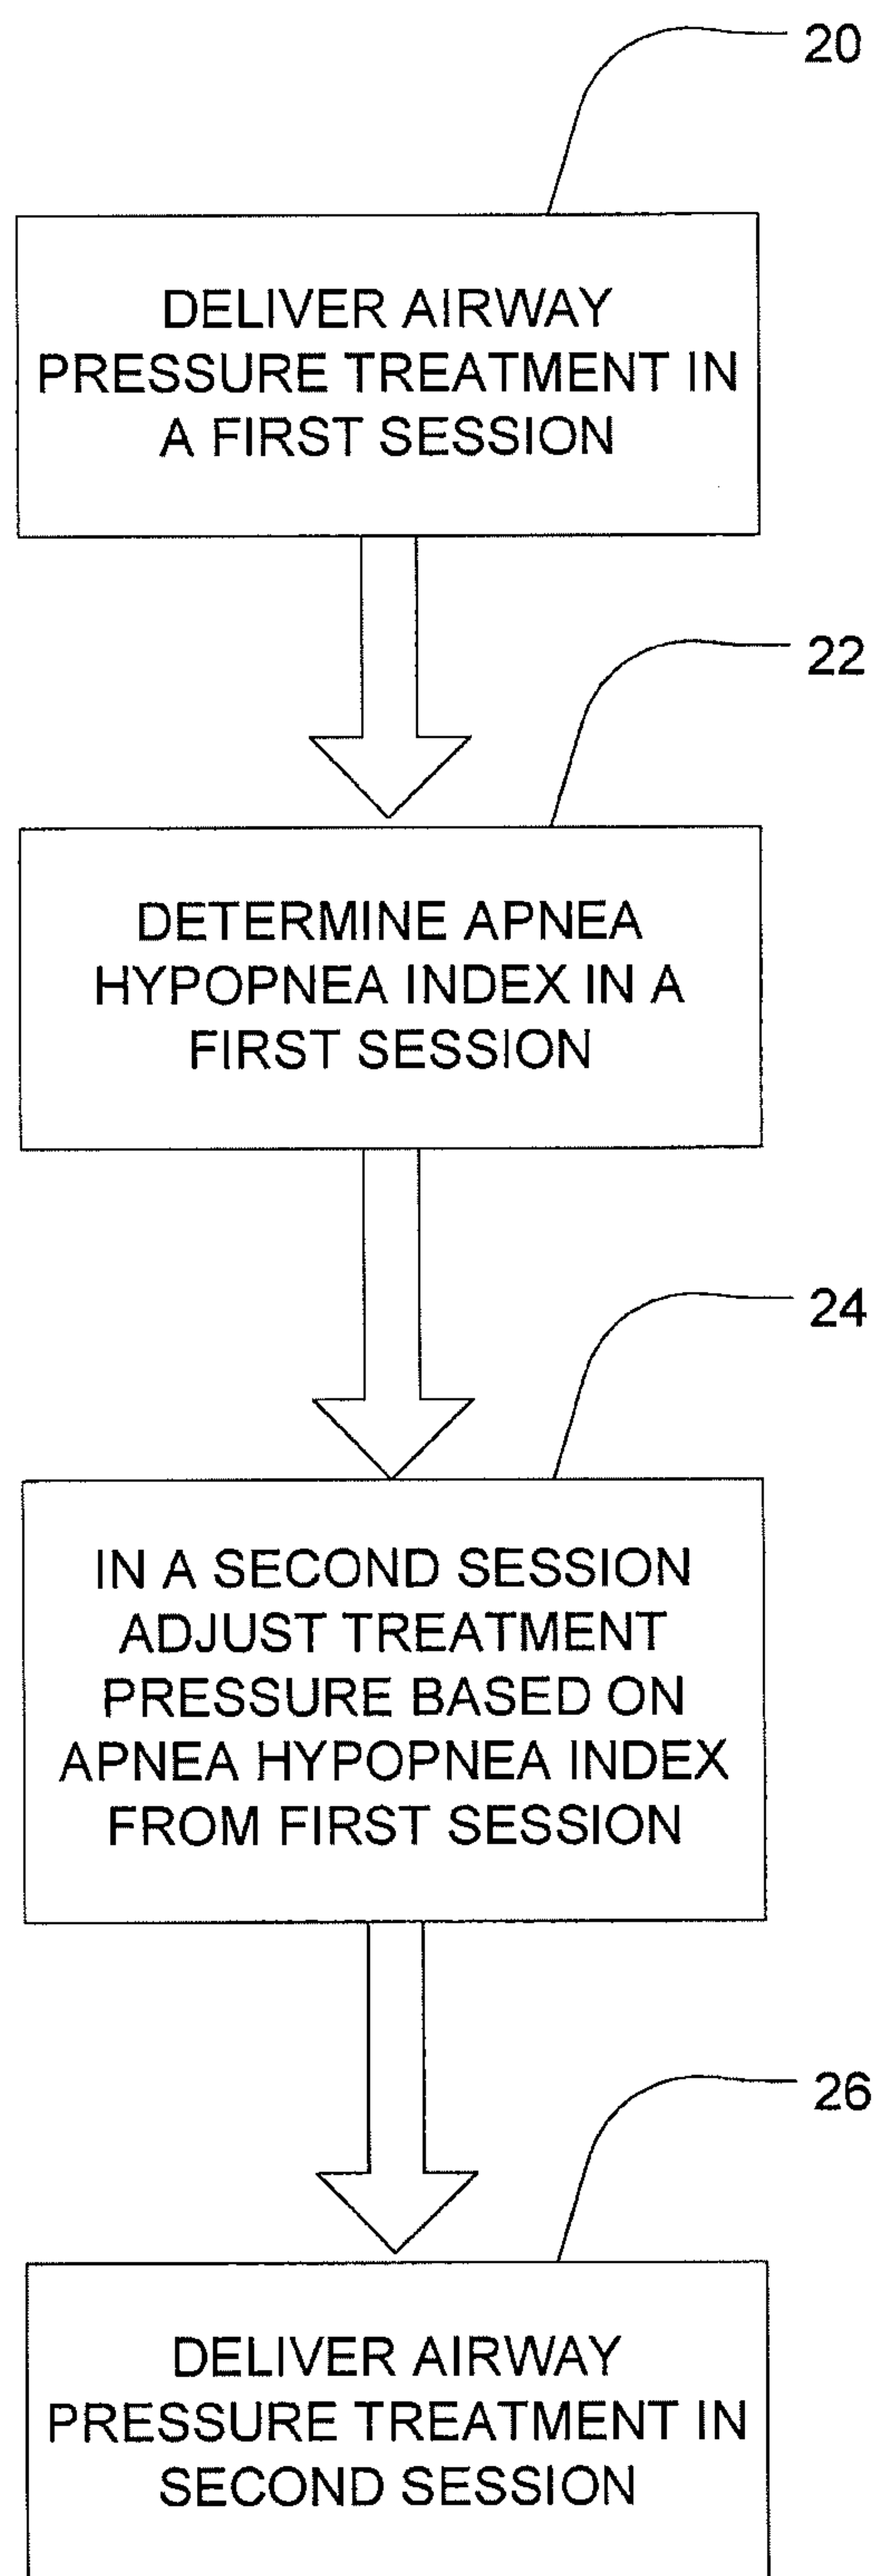 20
DELIVER AIRWAY
PRESSURE TREATMENT IN
A FIRST SESSION
22
DETERMINE APNEA
HYPOPNEA INDEX IN A
FIRST SESSION
24
IN A SECOND SESSION
ADJUST TREATMENT
PRESSURE BASED ON
APNEA HYPOPNEA INDEX
FROM FIRST SESSION
26
DELIVER AIRWAY
PRESSURE TREATMENT IN
SECOND SESSION